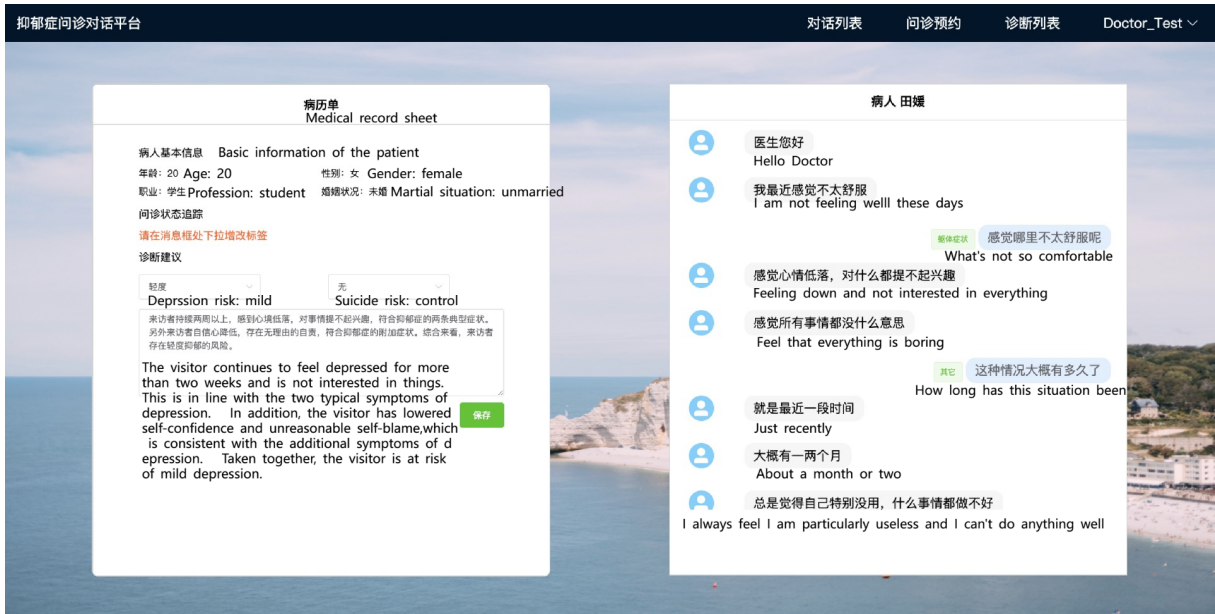 抑郁症问诊对话平台 对话列表 问诊预约 诊断列表 Doctor_Test
病历单
Medical record sheet
病人基本信息 Basic information of the patient
年龄：20 Age: 20 性别：女 Gender: female
职业：学生 Profession: student 婚姻状况：未婚 Martial situation: unmarried
问诊状态追踪
请在消息框处下拉增改标签
诊断建议
轻度 无
Deprssion risk: mild Suicide risk: control
来访者持续两周以上，感到心境低落，对事情提不起兴趣，符合抑郁症的两条典型症状。
另外来访者自信心降低，存在无理由的自责，符合抑郁症的附加症状。综合来看，来访者
存在轻度抑郁的风险。
The visitor continues to feel depressed for more
than two weeks and is not interested in things.
This is in line with the two typical symptoms of
depression. In addition, the visitor has lowered
self-confidence and unreasonable self-blame,which
is consistent with the additional symptoms of d
epression. Taken together, the visitor is at risk
of mild depression.
保存
病人 田媛
医生您好
Hello Doctor
我最近感觉不太舒服
I am not feeling welll these days
躯体症状 感觉哪里不太舒服呢
What's not so comfortable
感觉心情低落，对什么都提不起兴趣
Feeling down and not interested in everything
感觉所有事情都没什么意思
Feel that everything is boring
其它 这种情况大概有多久了
How long has this situation been
就是最近一段时间
Just recently
大概有一两个月
About a month or two
总是觉得自己特别没用，什么事情都做不好
I always feel I am particularly useless and I can't do anything well